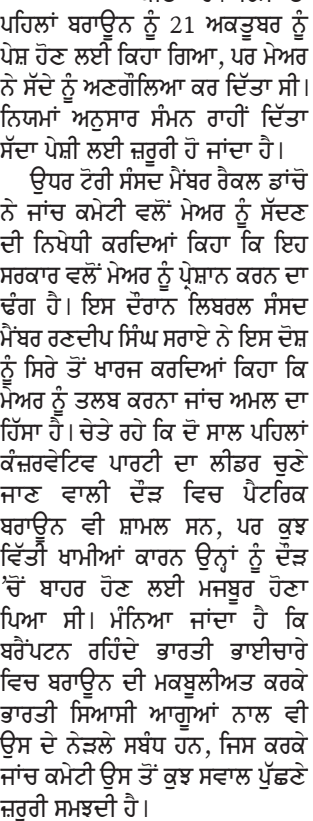 ਪਹਿਲਾਂ ਬਰਾਊਨ ਨੂੰ 21 ਅਕਤੂਬਰ ਨੂੰ
ਪੇਸ਼ ਹੋਣ ਲਈ ਕਿਹਾ ਗਿਆ, ਪਰ ਮੇਅਰ
ਨੇ ਸੱਦੇ ਨੂੰ ਅਣਗੌਲਿਆ ਕਰ ਦਿੱਤਾ ਸੀ।
ਨਿਯਮਾਂ ਅਨੁਸਾਰ ਸੰਮਨ ਰਾਹੀਂ ਦਿੱਤਾ
ਸੱਦਾ ਪੇਸ਼ੀ ਲਈ ਜ਼ਰੂਰੀ ਹੋ ਜਾਂਦਾ ਹੈ।
ਉਧਰ ਟੋਰੀ ਸੰਸਦ ਮੈਂਬਰ ਰੈਕਲ ਡਾਂਚੋ
ਨੇ ਜਾਂਚ ਕਮੇਟੀ ਵਲੋਂ ਮੇਅਰ ਨੂੰ ਸੱਦਣ
ਦੀ ਨਿਖੇਧੀ ਕਰਦਿਆਂ ਕਿਹਾ ਕਿ ਇਹ
ਸਰਕਾਰ ਵਲੋਂ ਮੇਅਰ ਨੂੰ ਪ੍ਰੇਸ਼ਾਨ ਕਰਨ ਦਾ
ਢੰਗ ਹੈ। ਇਸ ਦੌਰਾਨ ਲਿਬਰਲ ਸੰਸਦ
ਮੈਂਬਰ ਰਣਦੀਪ ਸਿੰਘ ਸਰਾਏ ਨੇ ਇਸ ਦੋਸ਼
ਨੂੰ ਸਿਰੇ ਤੋਂ ਖਾਰਜ ਕਰਦਿਆਂ ਕਿਹਾ ਕਿ
ਮੇਅਰ ਨੂੰ ਤਲਬ ਕਰਨਾ ਜਾਂਚ ਅਮਲ ਦਾ
ਹਿੱਸਾ ਹੈ। ਚੇਤੇ ਰਹੇ ਕਿ ਦੋ ਸਾਲ ਪਹਿਲਾਂ
ਕੰਜ਼ਰਵੇਟਿਵ ਪਾਰਟੀ ਦਾ ਲੀਡਰ ਚੁਣੇ
ਜਾਣ ਵਾਲੀ ਦੌੜ ਵਿਚ ਪੈਟਰਿਕ
ਬਰਾਊਨ ਵੀ ਸ਼ਾਮਲ ਸਨ, ਪਰ ਕੁਝ
ਵਿੱਤੀ ਖਾਮੀਆਂ ਕਾਰਨ ਉਨ੍ਹਾਂ ਨੂੰ ਦੌੜ
’ਚੋਂ ਬਾਹਰ ਹੋਣ ਲਈ ਮਜਬੂਰ ਹੋਣਾ
ਪਿਆ ਸੀ। ਮੰਨਿਆ ਜਾਂਦਾ ਹੈ ਕਿ
ਬਰੈਂਪਟਨ ਰਹਿੰਦੇ ਭਾਰਤੀ ਭਾਈਚਾਰੇ
ਵਿਚ ਬਰਾਊਨ ਦੀ ਮਕਬੂਲੀਅਤ ਕਰਕੇ
ਭਾਰਤੀ ਸਿਆਸੀ ਆਗੂਆਂ ਨਾਲ ਵੀ
ਉਸ ਦੇ ਨੇੜਲੇ ਸਬੰਧ ਹਨ, ਜਿਸ ਕਰਕੇ
ਜਾਂਚ ਕਮੇਟੀ ਉਸ ਤੋਂ ਕੁਝ ਸਵਾਲ ਪੁੱਛਣੇ
ਜ਼ਰੂਰੀ ਸਮਝਦੀ ਹੈ।